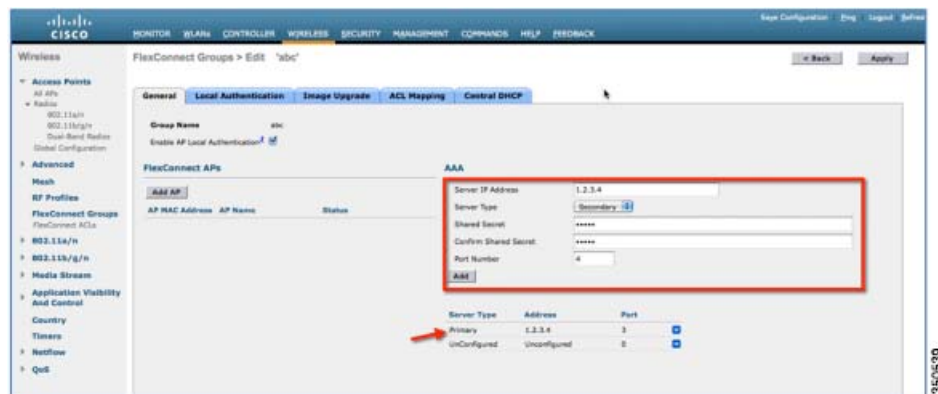 Save Configuration Ping Logout Refresh
CISCO MONITOR WLANs CONTROLLER WIRELESS SECURITY MANAGEMENT COMMANDS HELP FEEDBACK
Wireless
FlexConnect Groups > Edit 'abc'
< Back Apply
Access Points
All APs
Radios
802.11a/n
802.11b/g/n
Dual-Band Radios
Global Configuration
Advanced
Mesh
RF Profiles
FlexConnect Groups
FlexConnect ACLs
802.11a/n
802.11b/g/n
Media Stream
Application Visibility
And Control
Country
Timers
Netflow
QoS
General Local Authentication Image Upgrade ACL Mapping Central DHCP
Group Name abc
Enable AP Local Authentication
FlexConnect APs
Add AP
AP MAC Address AP Name Status
AAA
Server IP Address 1.2.3.4
Server Type Secondary
Shared Secret •••••
Confirm Shared Secret •••••
Port Number 4
Add
Server Type Address Port
Primary 1.2.3.4 3
UnConfigured Unconfigured 0
350539